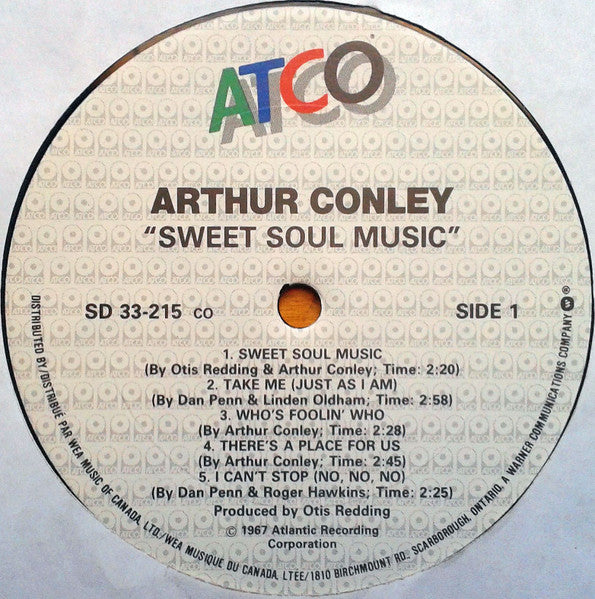 ATCO
ARTHUR CONLEY
"SWEET SOUL MUSIC"
SD 33-215 CO
SIDE 1
1. SWEET SOUL MUSIC
(By Otis Redding & Arthur Conley; Time: 2:20)
2. TAKE ME (JUST AS I AM)
(By Dan Penn & Linden Oldham; Time: 2:58)
3. WHO'S FOOLIN' WHO
(By Arthur Conley; Time: 2:28)
4. THERE'S A PLACE FOR US
(By Arthur Conley; Time: 2:45)
5. I CAN'T STOP (NO, NO, NO)
(By Dan Penn & Roger Hawkins; Time: 2:25)
Produced by Otis Redding
© 1967 Atlantic Recording
Corporation
DISTRIBUTED BY/DISTRIBUÉ PAR WEA MUSIC OF CANADA, LTD./WEA MUSIQUE DU CANADA, LTEE/1810 BIRCHMOUNT RD., SCARBOROUGH, ONTARIO, A WARNER COMMUNICATIONS COMPANY ®